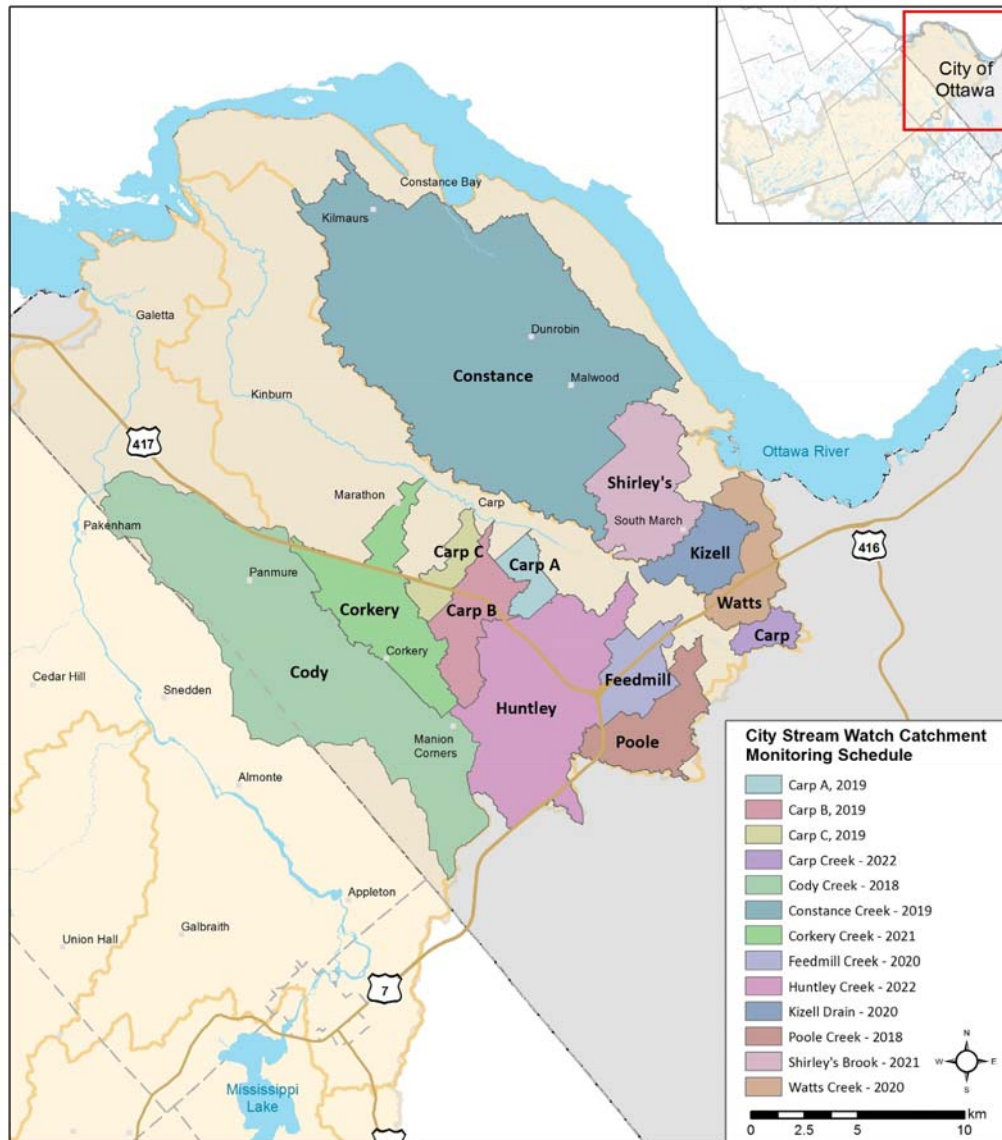 City of
Ottawa
Constance Bay
Kilmaurs
Galetta
Dunrobin
Constance
Malwood
Kinburn
417
Ottawa River
Marathon
Carp
Shirley's
South March
Pakenham
Carp C
Carp A
Kizell
416
Panmure
Corkery
Carp B
Watts
Carp
Corkery
Cody
Cedar Hill
Snedden
Huntley
Feedmill
Manion
Corners
Poole
Almonte
Appleton
Union Hall
Galbraith
7
Mississippi
Lake
City Stream Watch Catchment
Monitoring Schedule
Carp A, 2019
Carp B, 2019
Carp C, 2019
Carp Creek - 2022
Cody Creek - 2018
Constance Creek - 2019
Corkery Creek - 2021
Feedmill Creek - 2020
Huntley Creek - 2022
Kizell Drain - 2020
Poole Creek - 2018
Shirley's Brook - 2021
Watts Creek - 2020
N
W E
S
km
0 2.5 5 10